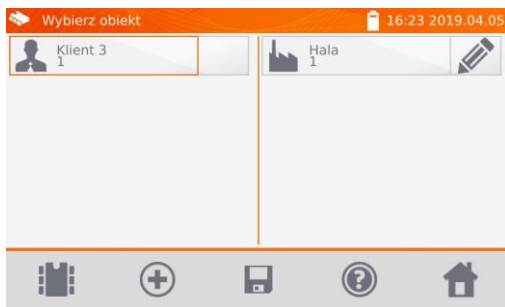 Wybierz obiekt
16:23 2019.04.05
Klient 3
1
Hala
1